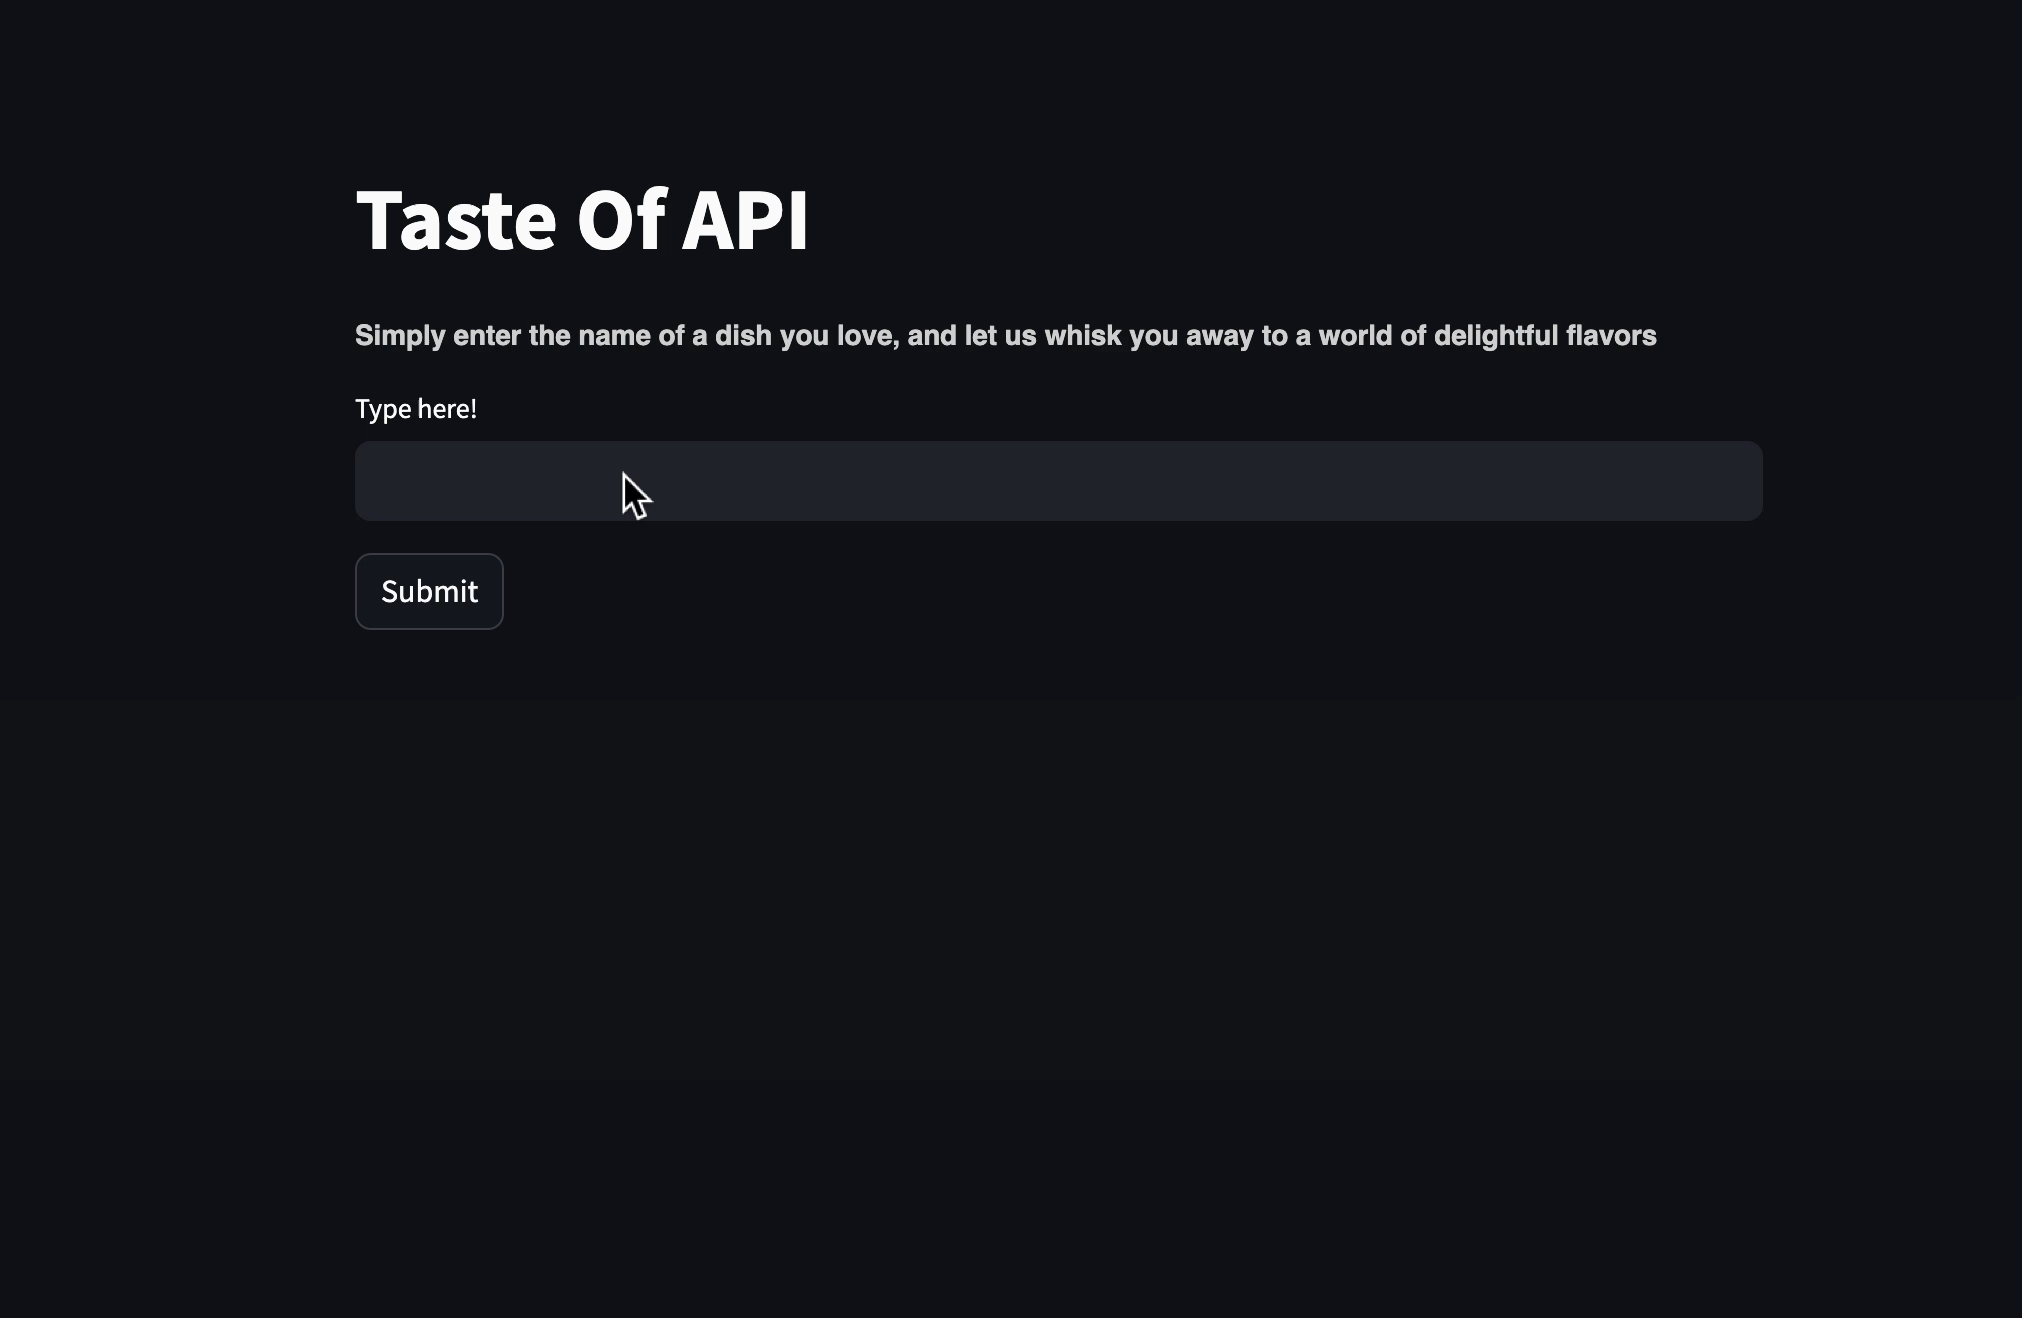 Taste Of API
Simply enter the name of a dish you love, and let us whisk you away to a world of delightful flavors
Type here!
Submit